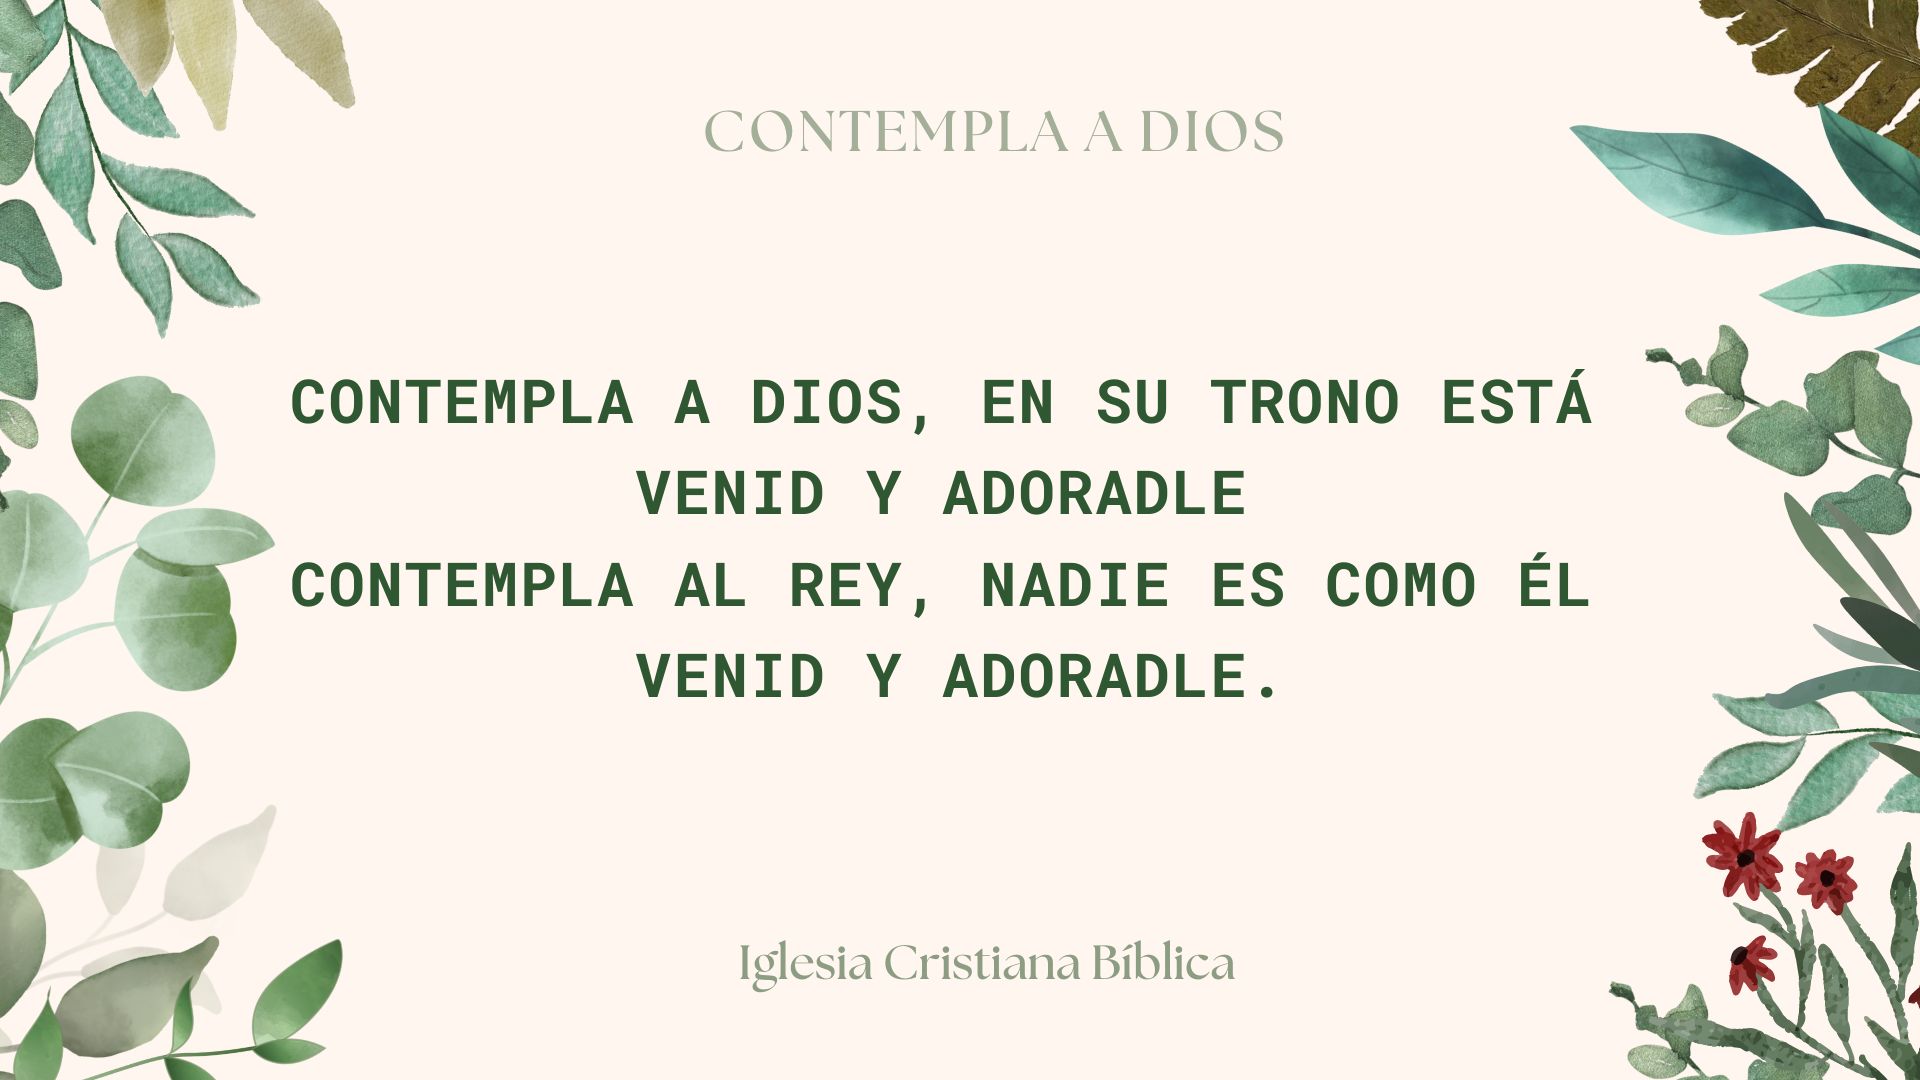 CONTEMPLA A DIOS
CONTEMPLA A DIOS, EN SU TRONO ESTÁ
VENID Y ADORADLE
CONTEMPLA AL REY, NADIE ES COMO ÉL
VENID Y ADORADLE.
Iglesia Cristiana Bíblica